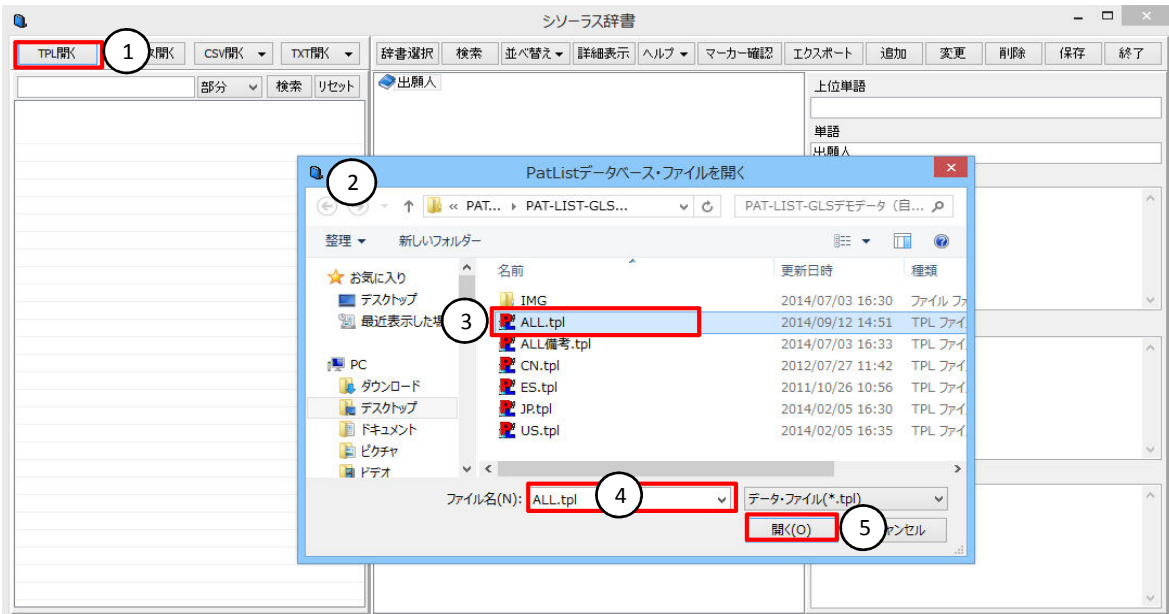 シソーラス辞書
TPL開く 1 ス開く CSV開く TXT開く 辞書選択 検索 並べ替え 詳細表示 ヘルプ マーカー確認 エクスポート 追加 変更 削除 保存 終了
部分 検索 リセット
出願人
上位単語
単語
出願人
2
PatListデータベース・ファイルを開く
« PAT... PAT-LIST-GLS... PAT-LIST-GLSデモデータ (自...
整理 新しいフォルダー
お気に入り
デスクトップ
最近表示した場
PC
ダウンロード
デスクトップ
ドキュメント
ピクチャ
ビデオ
名前 更新日時 種類
IMG 2014/07/03 16:30 ファイル フォ
3 ALL.tpl 2014/09/12 14:51 TPL ファイ
ALL備考.tpl 2014/07/03 16:33 TPL ファイ
CN.tpl 2012/07/27 11:42 TPL ファイ
ES.tpl 2011/10/26 10:56 TPL ファイ
JP.tpl 2014/02/05 16:30 TPL ファイ
US.tpl 2014/02/05 16:35 TPL ファイ
ファイル名(N): ALL.tpl 4 データ・ファイル(*.tpl)
開く(O) 5 ャンセル